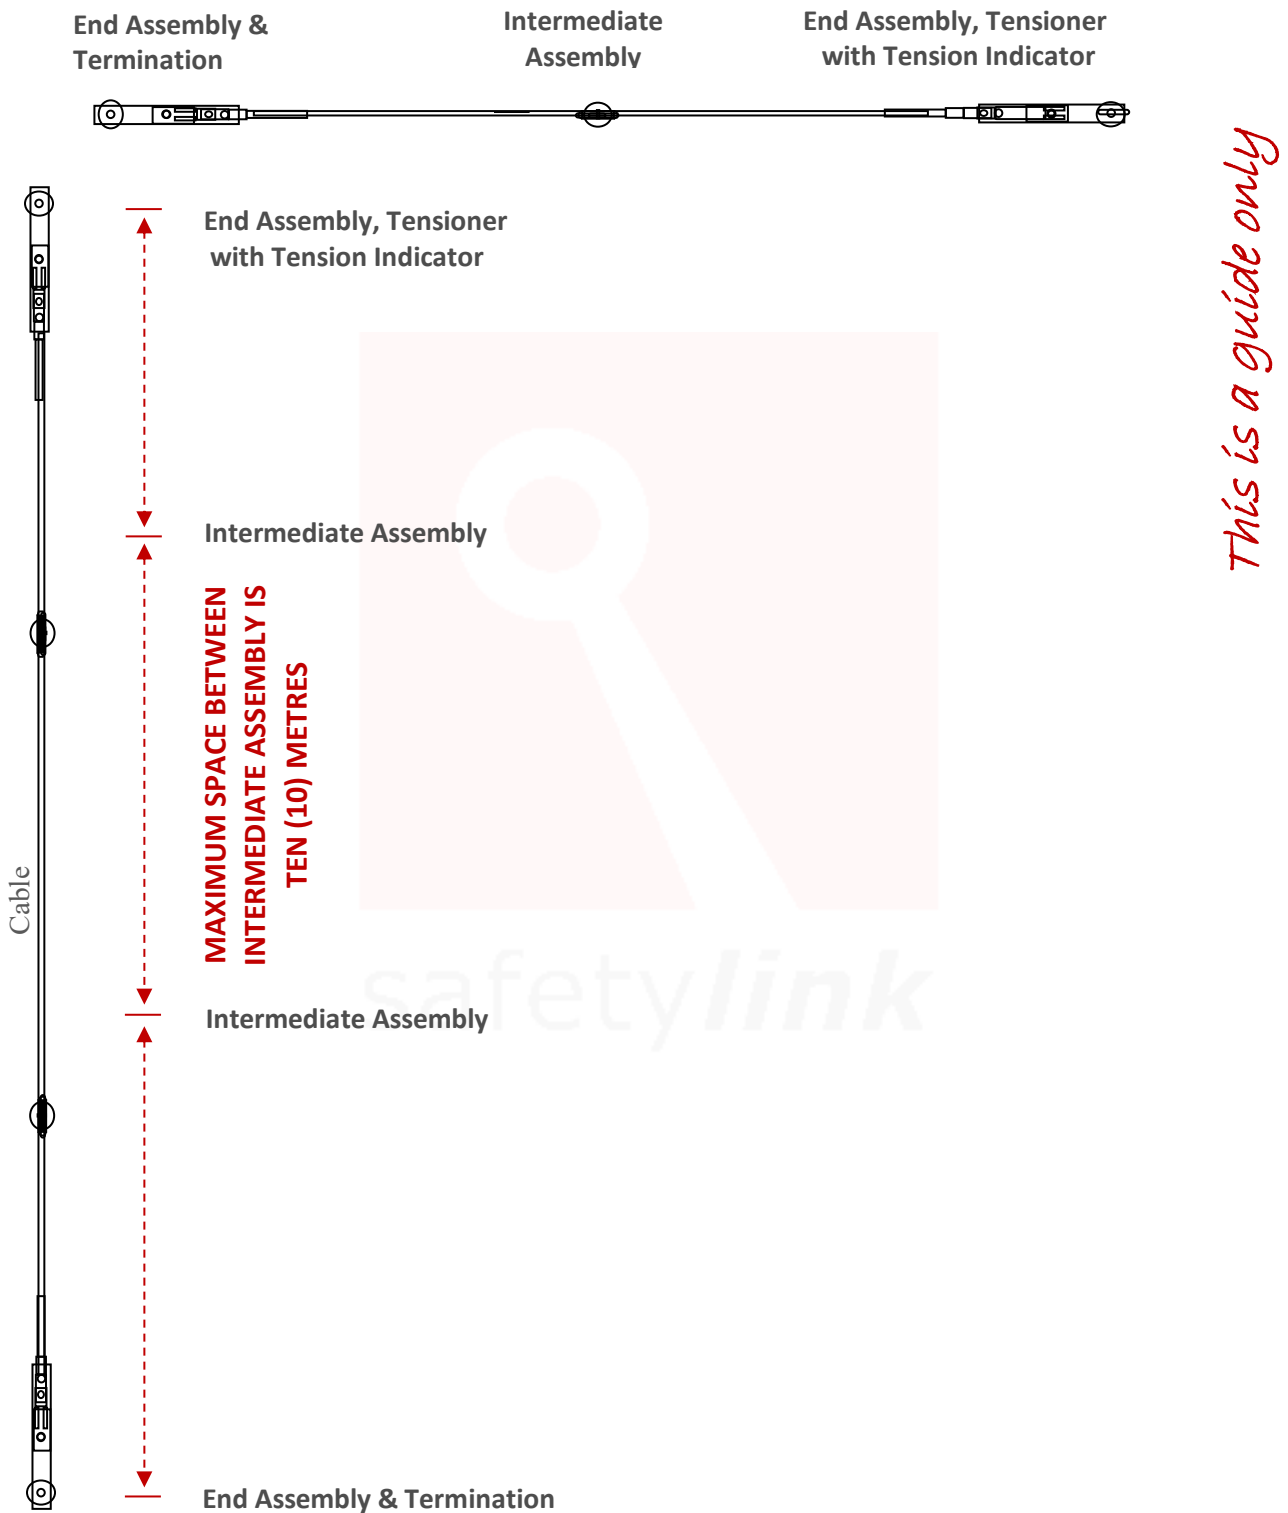 End Assembly &
Termination
Intermediate
Assembly
End Assembly, Tensioner
with Tension Indicator
This is a guide only
End Assembly, Tensioner
with Tension Indicator
Intermediate Assembly
MAXIMUM SPACE BETWEEN
INTERMEDIATE ASSEMBLY IS
TEN (10) METRES
Cable
safetylink
Intermediate Assembly
End Assembly & Termination